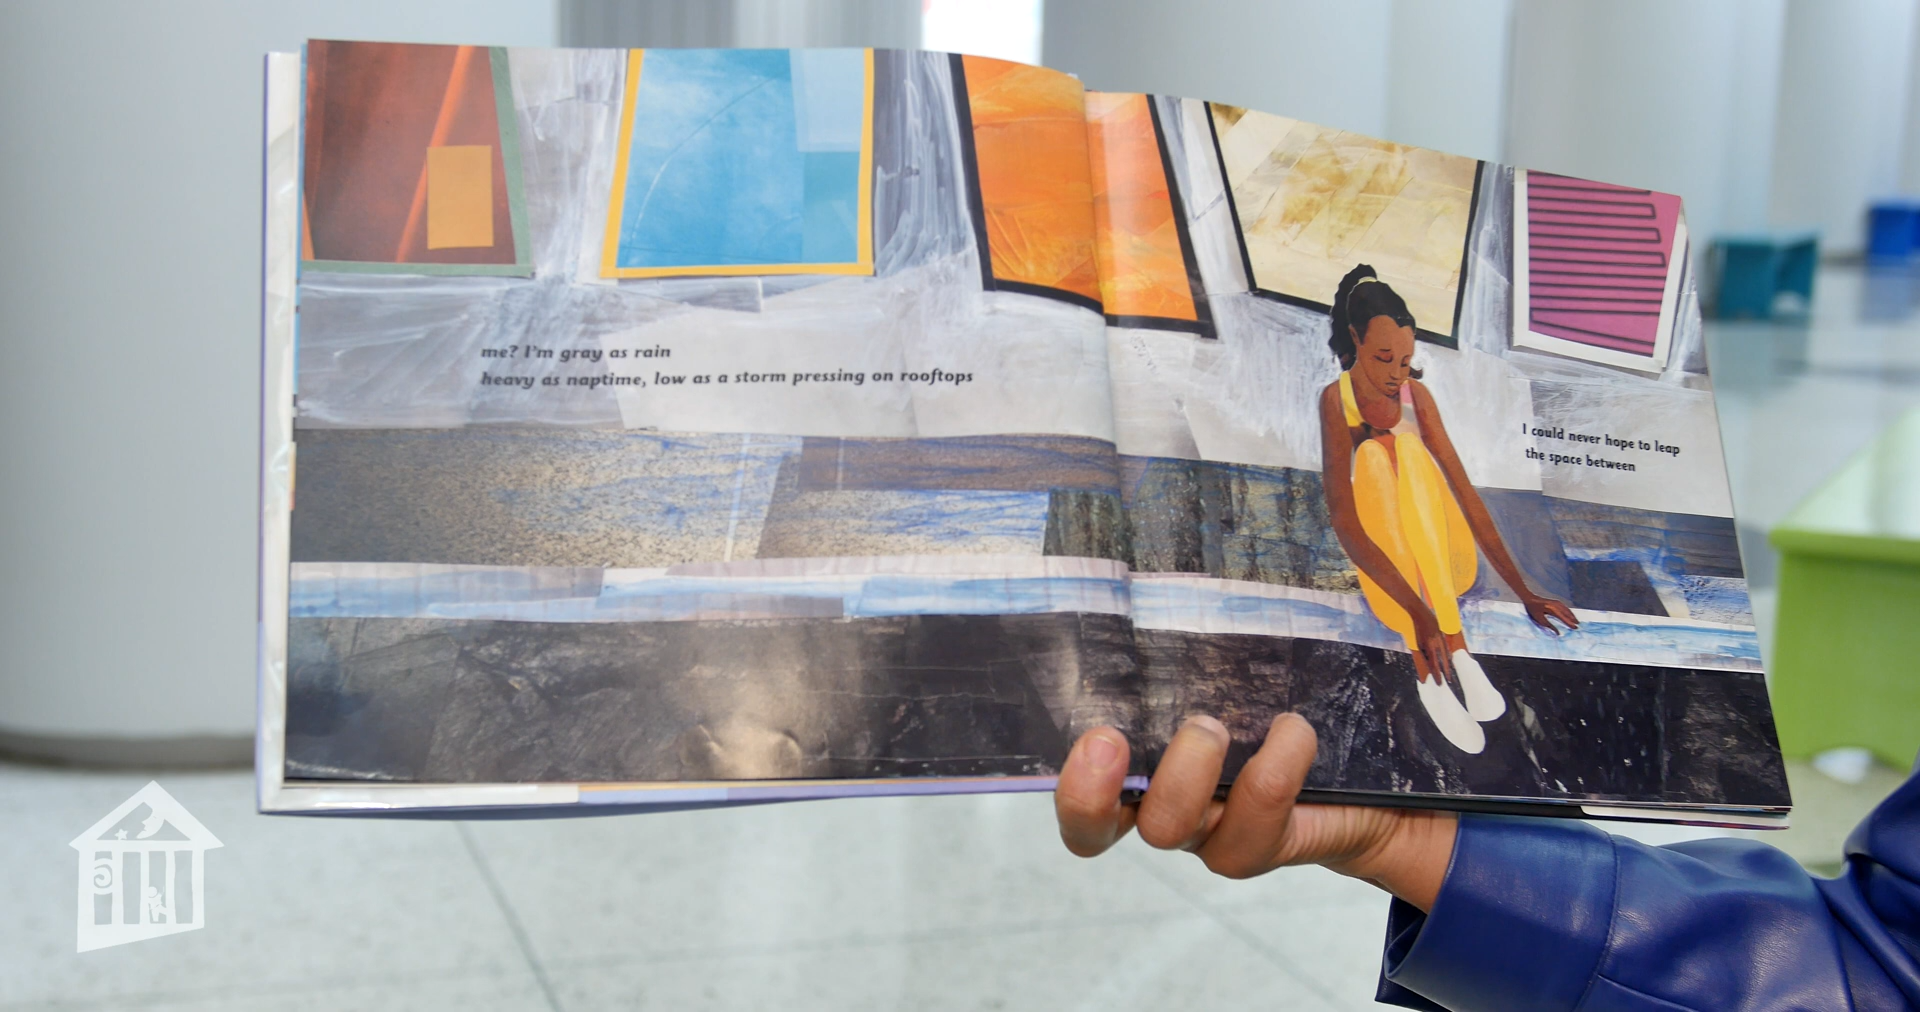 me? I'm gray as rain
heavy as naptime, low as a storm pressing on rooftops
I could never hope to leap
the space between